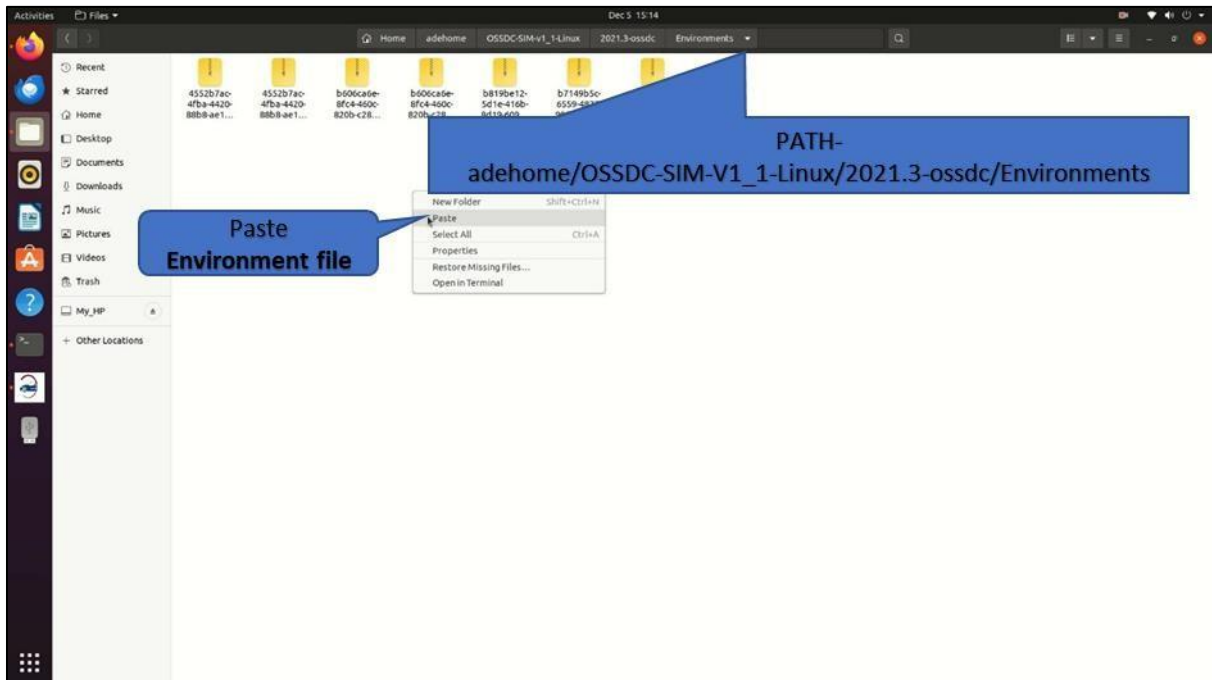 Activities
Files
Dec 5 15:14
Home adehome OSSDC-SIM-v1_1-Linux 2021.3-ossdc Environments
Recent
Starred
Home
Desktop
Documents
Downloads
Music
Pictures
Videos
Trash
My_HP
+ Other Locations
4552b7ac-
4fba-4420-
88b8-ae1...
4552b7ac-
4fba-4420-
88b8-ae1...
b606ca6e-
8fc4-460c-
820b-c28...
b606ca6e-
8fc4-460c-
820b-c28...
b819be12-
5d1e-416b-
9d19-609...
b7149b5c-
PATH-
adehome/OSSDC-SIM-V1_1-Linux/2021.3-ossdc/Environments
Paste
Environment file
New Folder Shift+Ctrl+N
Paste
Select All Ctrl+A
Properties
Restore Missing Files...
Open in Terminal